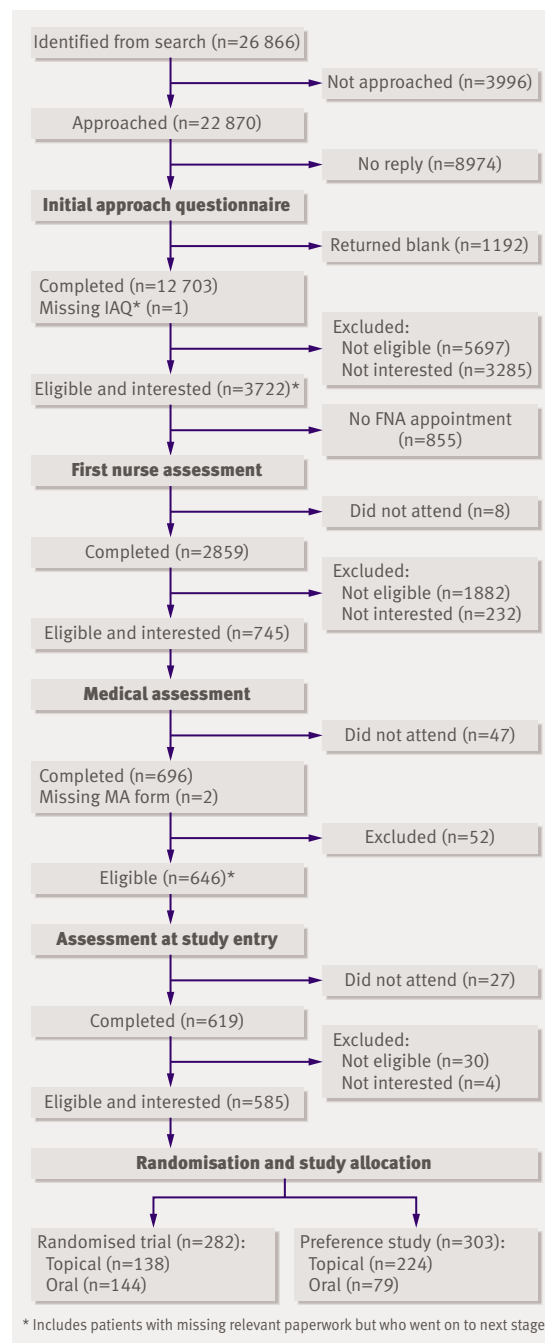 Identified from search (n=26 866)
Not approached (n=3996)
Approached (n=22 870)
No reply (n=8974)
Initial approach questionnaire
Returned blank (n=1192)
Completed (n=12 703)
Missing IAQ* (n=1)
Excluded:
Not eligible (n=5697)
Not interested (n=3285)
Eligible and interested (n=3722)*
No FNA appointment
(n=855)
First nurse assessment
Did not attend (n=8)
Completed (n=2859)
Excluded:
Not eligible (n=1882)
Not interested (n=232)
Eligible and interested (n=745)
Medical assessment
Did not attend (n=47)
Completed (n=696)
Missing MA form (n=2)
Excluded (n=52)
Eligible (n=646)*
Assessment at study entry
Did not attend (n=27)
Completed (n=619)
Excluded:
Not eligible (n=30)
Not interested (n=4)
Eligible and interested (n=585)
Randomisation and study allocation
Randomised trial (n=282):
Topical (n=138)
Oral (n=144)
Preference study (n=303):
Topical (n=224)
Oral (n=79)
* Includes patients with missing relevant paperwork but who went on to next stage